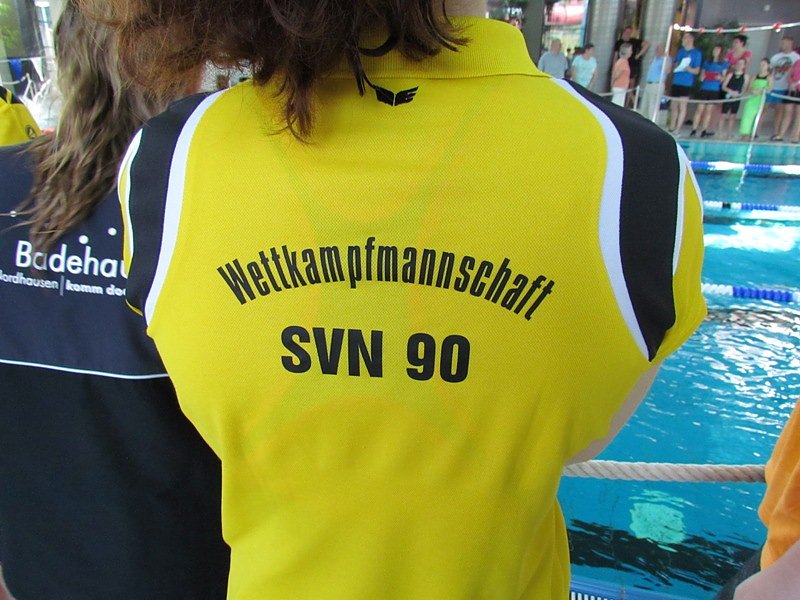 Wettkampfmannschaft
SVN 90
Badehau
Nordhausen | komm doc